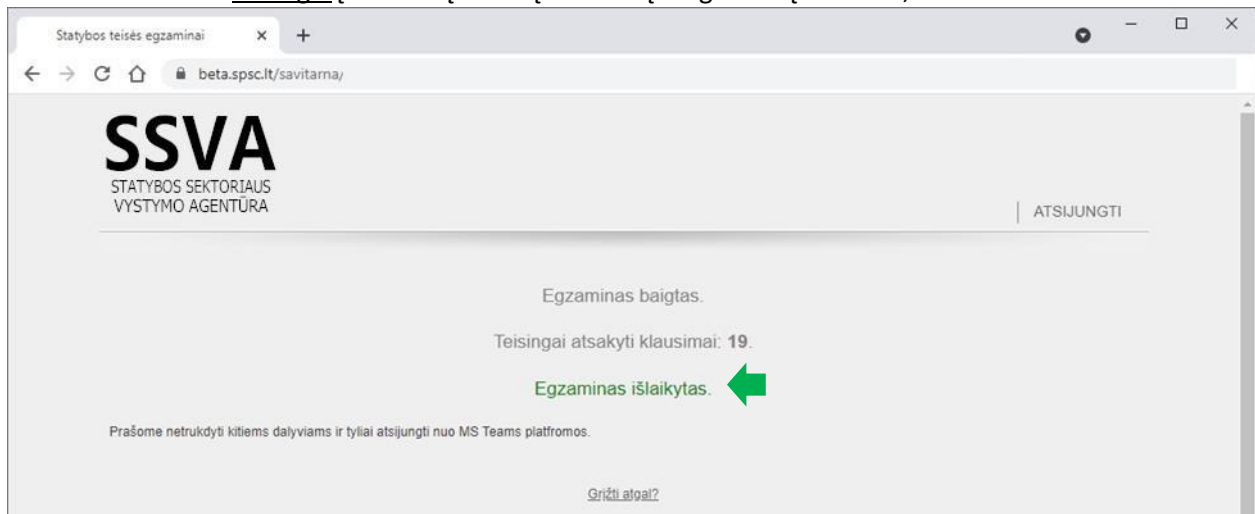 Statybos teisės egzaminai
beta.spsc.lt/savitarna/
SSVA
STATYBOS SEKTORIAUS
VYSTYMO AGENTŪRA
ATSIJUNGTI
Egzaminas baigtas.
Teisingai atsakyti klausimai: 19.
Egzaminas išlaikytas.
Prašome netrukdyti kitiems dalyviams ir tyliai atsijungti nuo MS Teams platfromos.
Grįžti atgal?